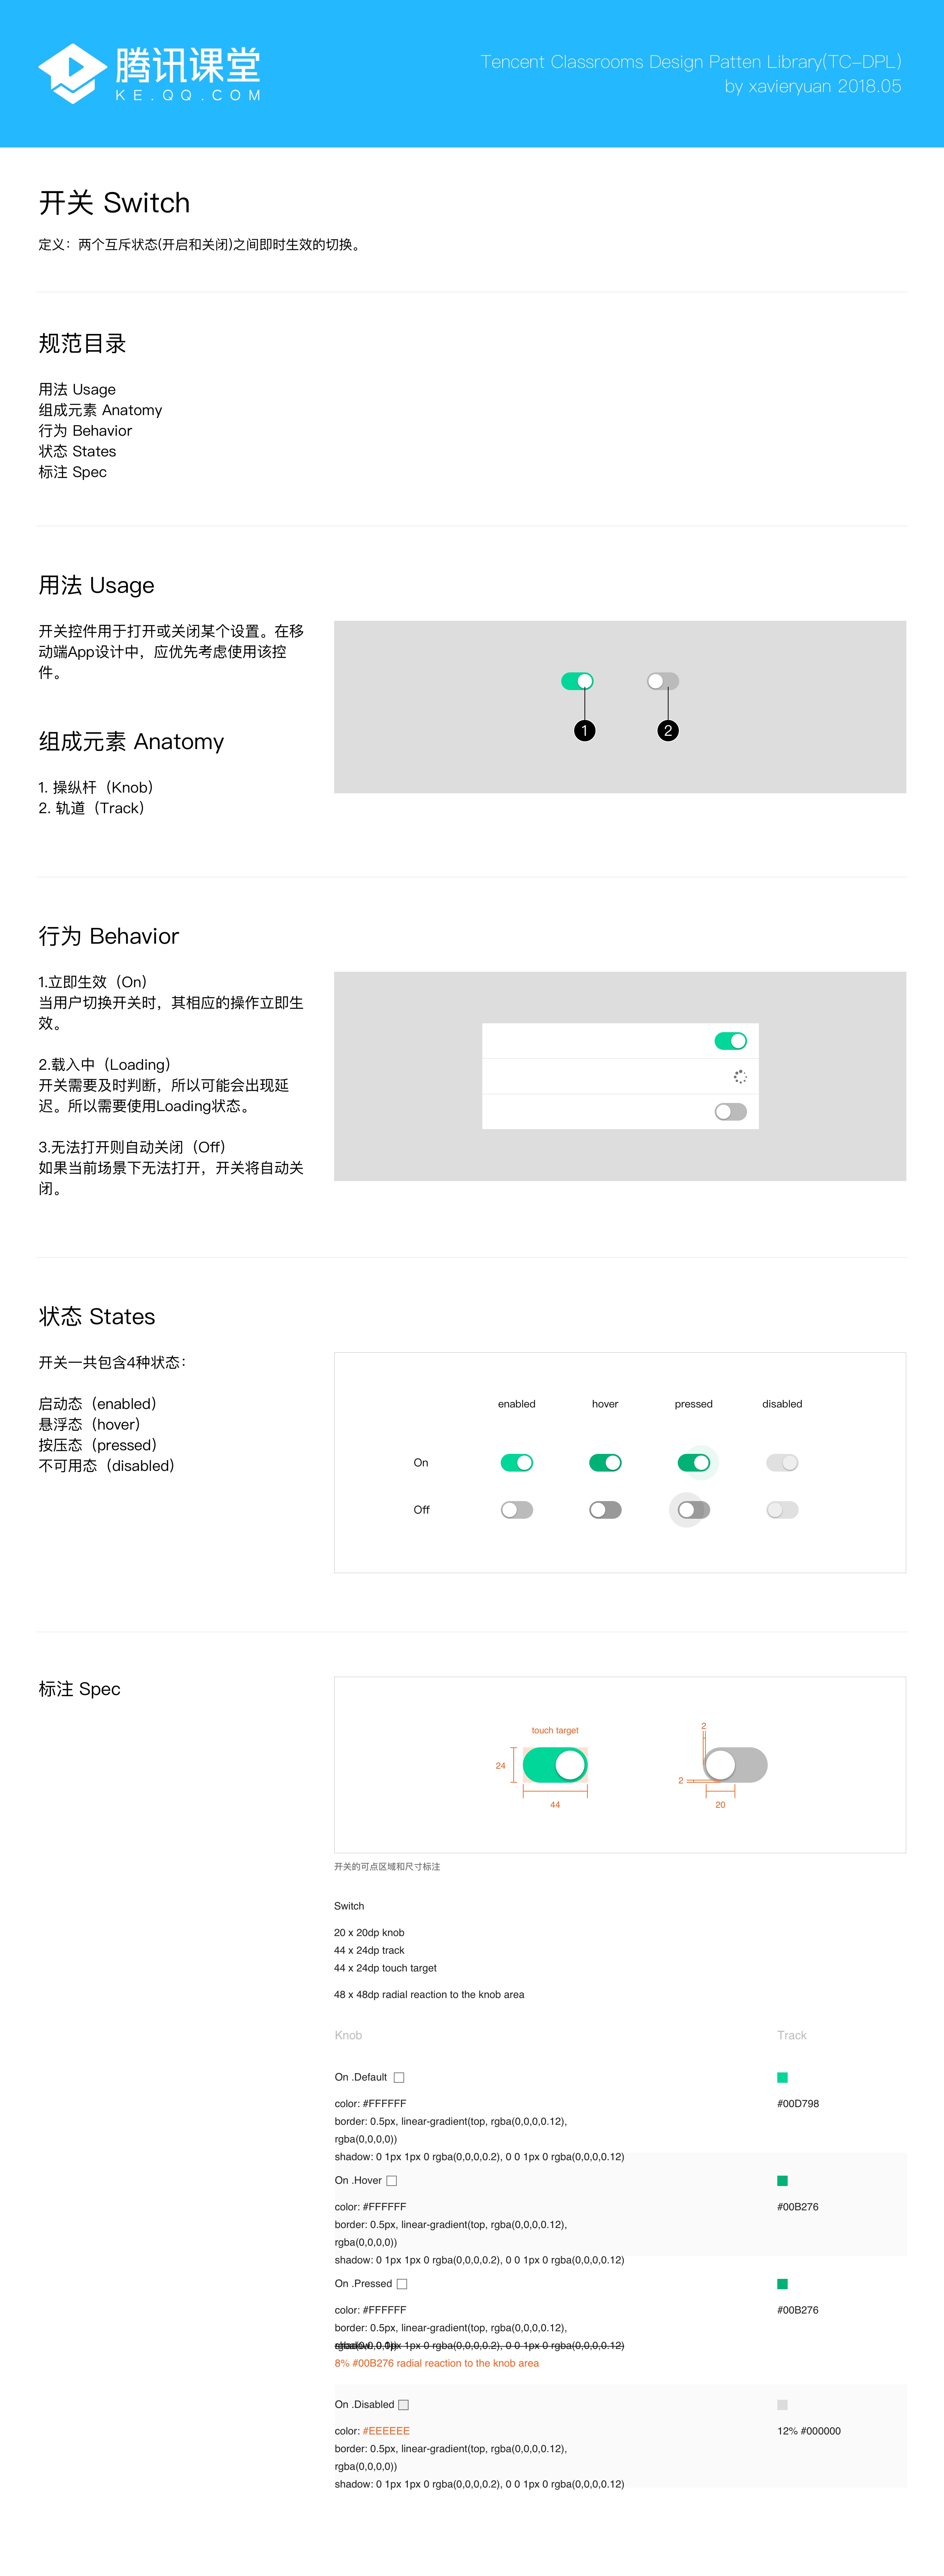 腾讯课堂
KE.QQ.COM
Tencent Classrooms Design Patten Library(TC-DPL)
by xavieryuan 2018.05
开关 Switch
定义：两个互斥状态(开启和关闭)之间即时生效的切换。
规范目录
用法 Usage
组成元素 Anatomy
行为 Behavior
状态 States
标注 Spec
用法 Usage
开关控件用于打开或关闭某个设置。在移
动端App设计中，应优先考虑使用该控
件。
1
2
组成元素 Anatomy
1. 操纵杆（Knob）
2. 轨道（Track）
行为 Behavior
1.立即生效（On）
当用户切换开关时，其相应的操作立即生
效。
2.载入中（Loading）
开关需要及时判断，所以可能会出现延
迟。所以需要使用Loading状态。
3.无法打开则自动关闭（Off）
如果当前场景下无法打开，开关将自动关
闭。
状态 States
开关一共包含4种状态：
启动态（enabled）
悬浮态（hover）
按压态（pressed）
不可用态（disabled）
enabled hover pressed disabled
On
Off
标注 Spec
touch target
24
44
2
2
20
开关的可点区域和尺寸标注
Switch
20 x 20dp knob
44 x 24dp track
44 x 24dp touch target
48 x 48dp radial reaction to the knob area
Knob Track
On .Default
color: #FFFFFF #00D798
border: 0.5px, linear-gradient(top, rgba(0,0,0,0.12),
rgba(0,0,0,0))
shadow: 0 1px 1px 0 rgba(0,0,0,0.2), 0 0 1px 0 rgba(0,0,0,0.12)
On .Hover
color: #FFFFFF #00B276
border: 0.5px, linear-gradient(top, rgba(0,0,0,0.12),
rgba(0,0,0,0))
shadow: 0 1px 1px 0 rgba(0,0,0,0.2), 0 0 1px 0 rgba(0,0,0,0.12)
On .Pressed
color: #FFFFFF #00B276
border: 0.5px, linear-gradient(top, rgba(0,0,0,0.12),
rgba(0,0,0,0))
shadow: 0 1px 1px 0 rgba(0,0,0,0.2), 0 0 1px 0 rgba(0,0,0,0.12)
8% #00B276 radial reaction to the knob area
On .Disabled
color: #EEEEEE 12% #000000
border: 0.5px, linear-gradient(top, rgba(0,0,0,0.12),
rgba(0,0,0,0))
shadow: 0 1px 1px 0 rgba(0,0,0,0.2), 0 0 1px 0 rgba(0,0,0,0.12)